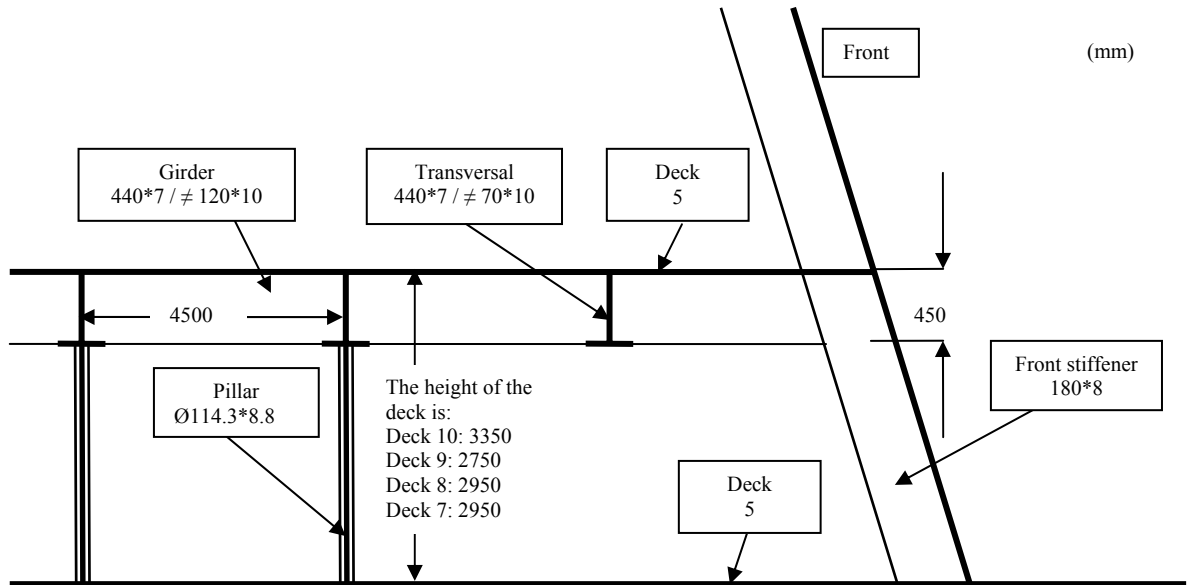 Front
(mm)
Girder
440*7 / ≠ 120*10
Transversal
440*7 / ≠ 70*10
Deck
5
4500
450
Pillar
Ø114.3*8.8
The height of the
deck is:
Deck 10: 3350
Deck 9: 2750
Deck 8: 2950
Deck 7: 2950
Front stiffener
180*8
Deck
5